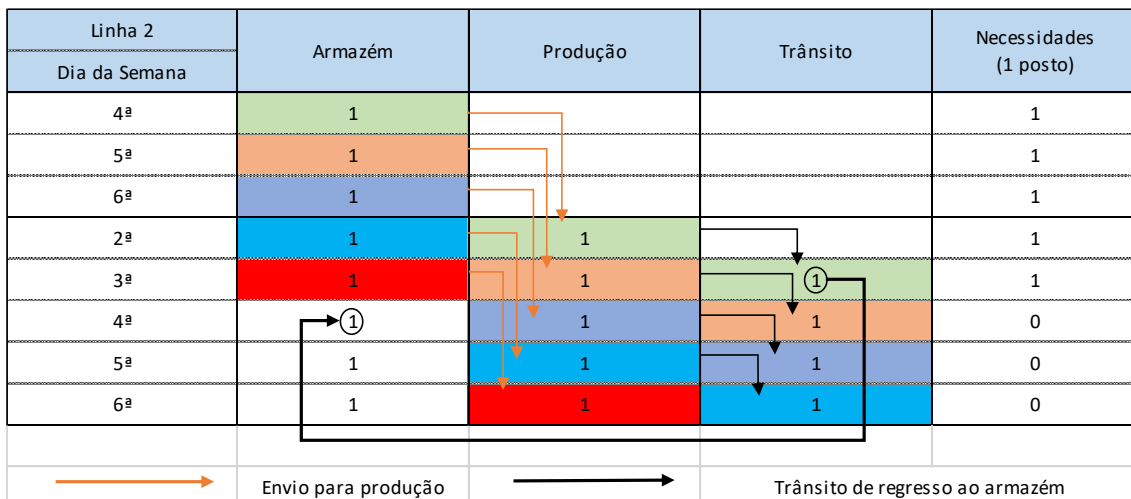 Linha 2
Dia da Semana
Armazém
Produção
Trânsito
Necessidades
(1 posto)
4ª 1 1
5ª 1 1
6ª 1 1
2ª 1 1 1
3ª 1 1 1 1
4ª 1 1 1 0
5ª 1 1 1 0
6ª 1 1 1 0
Envio para produção Trânsito de regresso ao armazém